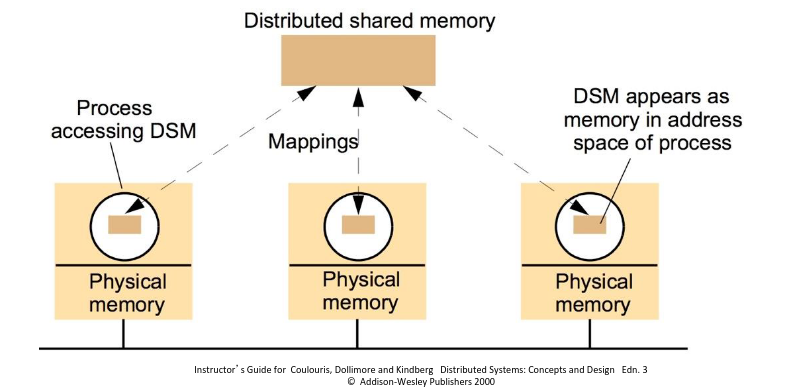 Distributed shared memory
Process
accessing DSM
Mappings
DSM appears as
memory in address
space of process
Physical
memory
Physical
memory
Physical
memory
Instructor's Guide for Coulouris, Dollimore and Kindberg Distributed Systems: Concepts and Design Edn. 3
© Addison-Wesley Publishers 2000